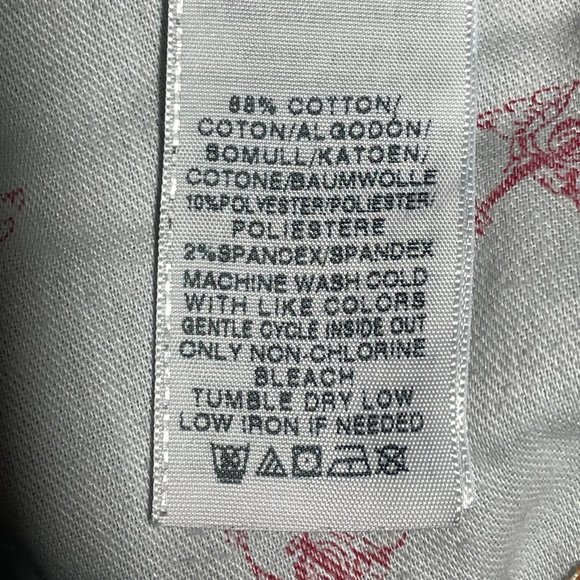 88% COTTON/
COTON/ALGODÓN/
BOMULL/KATOEN/
COTONE/BAUMWOLLE
10%POLYESTER/POLIESTER/
POLIESTERE
2%SPANDEX/SPANDEX
MACHINE WASH COLD
WITH LIKE COLORS
GENTLE CYCLE INSIDE OUT
ONLY NON-CHLORINE
BLEACH
TUMBLE DRY LOW
LOW IRON IF NEEDED